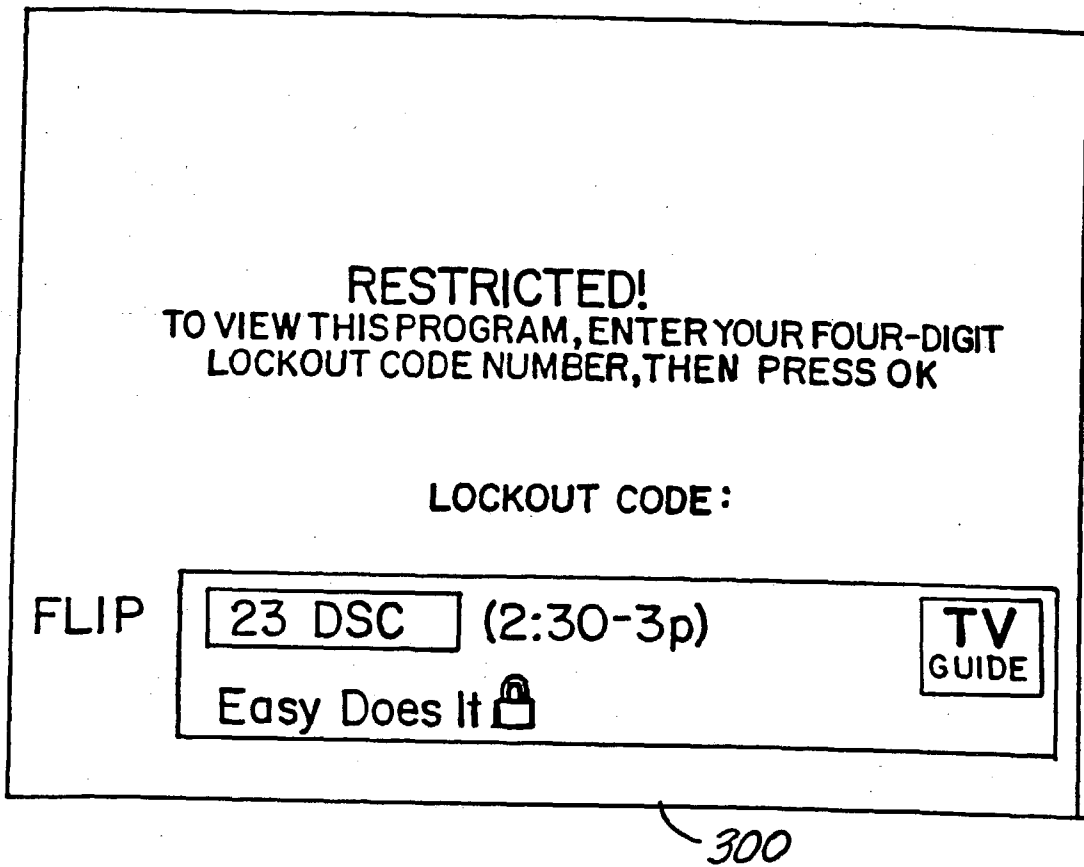 RESTRICTED!
TO VIEW THIS PROGRAM, ENTER YOUR FOUR-DIGIT
LOCKOUT CODE NUMBER, THEN PRESS OK
LOCKOUT CODE:
FLIP
23 DSC (2:30-3p)
TV
GUIDE
Easy Does It
300